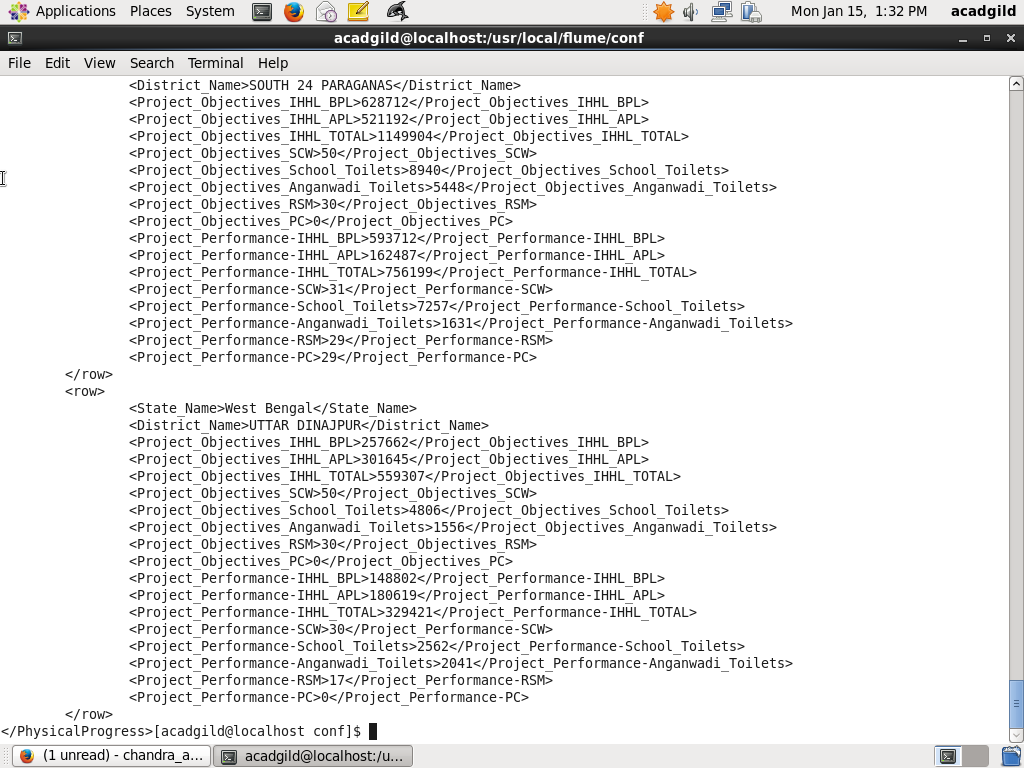 Applications Places System Mon Jan 15, 1:32 PM acadgild
acadgild@localhost:/usr/local/flume/conf
File Edit View Search Terminal Help
<District_Name>SOUTH 24 PARAGANAS</District_Name>
<Project_Objectives_IHHL_BPL>628712</Project_Objectives_IHHL_BPL>
<Project_Objectives_IHHL_APL>521192</Project_Objectives_IHHL_APL>
<Project_Objectives_IHHL_TOTAL>1149904</Project_Objectives_IHHL_TOTAL>
<Project_Objectives_SCW>50</Project_Objectives_SCW>
<Project_Objectives_School_Toilets>8940</Project_Objectives_School_Toilets>
<Project_Objectives_Anganwadi_Toilets>5448</Project_Objectives_Anganwadi_Toilets>
<Project_Objectives_RSM>30</Project_Objectives_RSM>
<Project_Objectives_PC>0</Project_Objectives_PC>
<Project_Performance-IHHL_BPL>593712</Project_Performance-IHHL_BPL>
<Project_Performance-IHHL_APL>162487</Project_Performance-IHHL_APL>
<Project_Performance-IHHL_TOTAL>756199</Project_Performance-IHHL_TOTAL>
<Project_Performance-SCW>31</Project_Performance-SCW>
<Project_Performance-School_Toilets>7257</Project_Performance-School_Toilets>
<Project_Performance-Anganwadi_Toilets>1631</Project_Performance-Anganwadi_Toilets>
<Project_Performance-RSM>29</Project_Performance-RSM>
<Project_Performance-PC>29</Project_Performance-PC>
</row>
<row>
<State_Name>West Bengal</State_Name>
<District_Name>UTTAR DINAJPUR</District_Name>
<Project_Objectives_IHHL_BPL>257662</Project_Objectives_IHHL_BPL>
<Project_Objectives_IHHL_APL>301645</Project_Objectives_IHHL_APL>
<Project_Objectives_IHHL_TOTAL>559307</Project_Objectives_IHHL_TOTAL>
<Project_Objectives_SCW>50</Project_Objectives_SCW>
<Project_Objectives_School_Toilets>4806</Project_Objectives_School_Toilets>
<Project_Objectives_Anganwadi_Toilets>1556</Project_Objectives_Anganwadi_Toilets>
<Project_Objectives_RSM>30</Project_Objectives_RSM>
<Project_Objectives_PC>0</Project_Objectives_PC>
<Project_Performance-IHHL_BPL>148802</Project_Performance-IHHL_BPL>
<Project_Performance-IHHL_APL>180619</Project_Performance-IHHL_APL>
<Project_Performance-IHHL_TOTAL>329421</Project_Performance-IHHL_TOTAL>
<Project_Performance-SCW>30</Project_Performance-SCW>
<Project_Performance-School_Toilets>2562</Project_Performance-School_Toilets>
<Project_Performance-Anganwadi_Toilets>2041</Project_Performance-Anganwadi_Toilets>
<Project_Performance-RSM>17</Project_Performance-RSM>
<Project_Performance-PC>0</Project_Performance-PC>
</row>
</PhysicalProgress>[acadgild@localhost conf]$
(1 unread) - chandra_a... acadgild@localhost:/u...